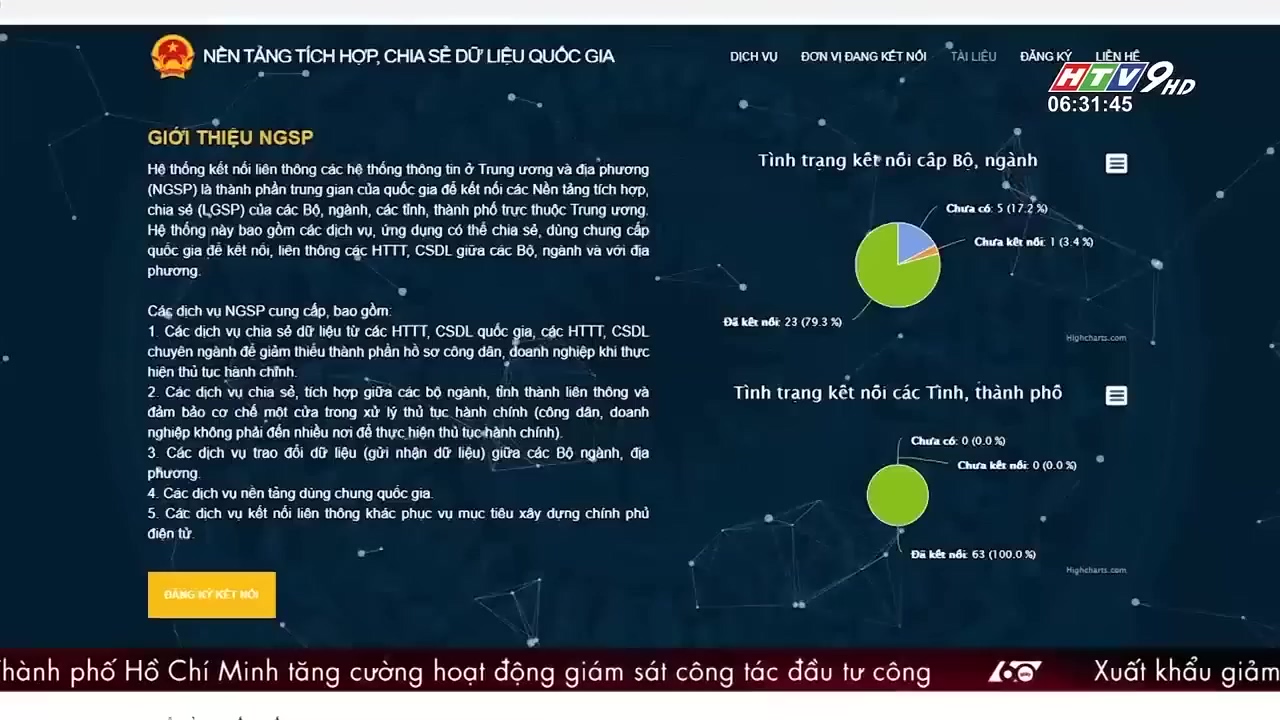 NỀN TẢNG TÍCH HỢP, CHIA SẺ DỮ LIỆU QUỐC GIA
DỊCH VỤ
ĐƠN VỊ ĐANG KẾT NỐI
TÀI LIỆU
ĐĂNG KÝ
LIÊN HỆ
HTV9HD
06:31:45
GIỚI THIỆU NGSP
Hệ thống kết nối liên thông các hệ thống thông tin ở Trung ương và địa phương
(NGSP) là thành phần trung gian của quốc gia để kết nối các Nền tảng tích hợp,
chia sẻ (LGSP) của các Bộ, ngành, các tỉnh, thành phố trực thuộc Trung ương.
Hệ thống này bao gồm các dịch vụ, ứng dụng có thể chia sẻ, dùng chung cấp
quốc gia để kết nối, liên thông các HTTT, CSDL giữa các Bộ, ngành và với địa
phương.
Các dịch vụ NGSP cung cấp, bao gồm:
1. Các dịch vụ chia sẻ dữ liệu từ các HTTT, CSDL quốc gia, các HTTT, CSDL
chuyên ngành để giảm thiểu thành phần hồ sơ công dân, doanh nghiệp khi thực
hiện thủ tục hành chính.
2. Các dịch vụ chia sẻ, tích hợp giữa các bộ ngành, tỉnh thành liên thông và
đảm bảo cơ chế một cửa trong xử lý thủ tục hành chính (công dân, doanh
nghiệp không phải đến nhiều nơi để thực hiện thủ tục hành chính).
3. Các dịch vụ trao đổi dữ liệu (gửi nhận dữ liệu) giữa các Bộ ngành, địa
phương.
4. Các dịch vụ nền tảng dùng chung quốc gia.
5. Các dịch vụ kết nối liên thông khác phục vụ mục tiêu xây dựng chính phủ
điện tử.
ĐĂNG KÝ KẾT NỐI
Tình trạng kết nối cấp Bộ, ngành
Chưa có: 5 (17.2 %)
Chưa kết nối: 1 (3.4 %)
Đã kết nối: 23 (79.3 %)
Highcharts.com
Tình trạng kết nối các Tỉnh, thành phố
Chưa có: 0 (0.0 %)
Chưa kết nối: 0 (0.0 %)
Đã kết nối: 63 (100.0 %)
Highcharts.com
Thành phố Hồ Chí Minh tăng cường hoạt động giám sát công tác đầu tư công
60
Xuất khẩu giảm